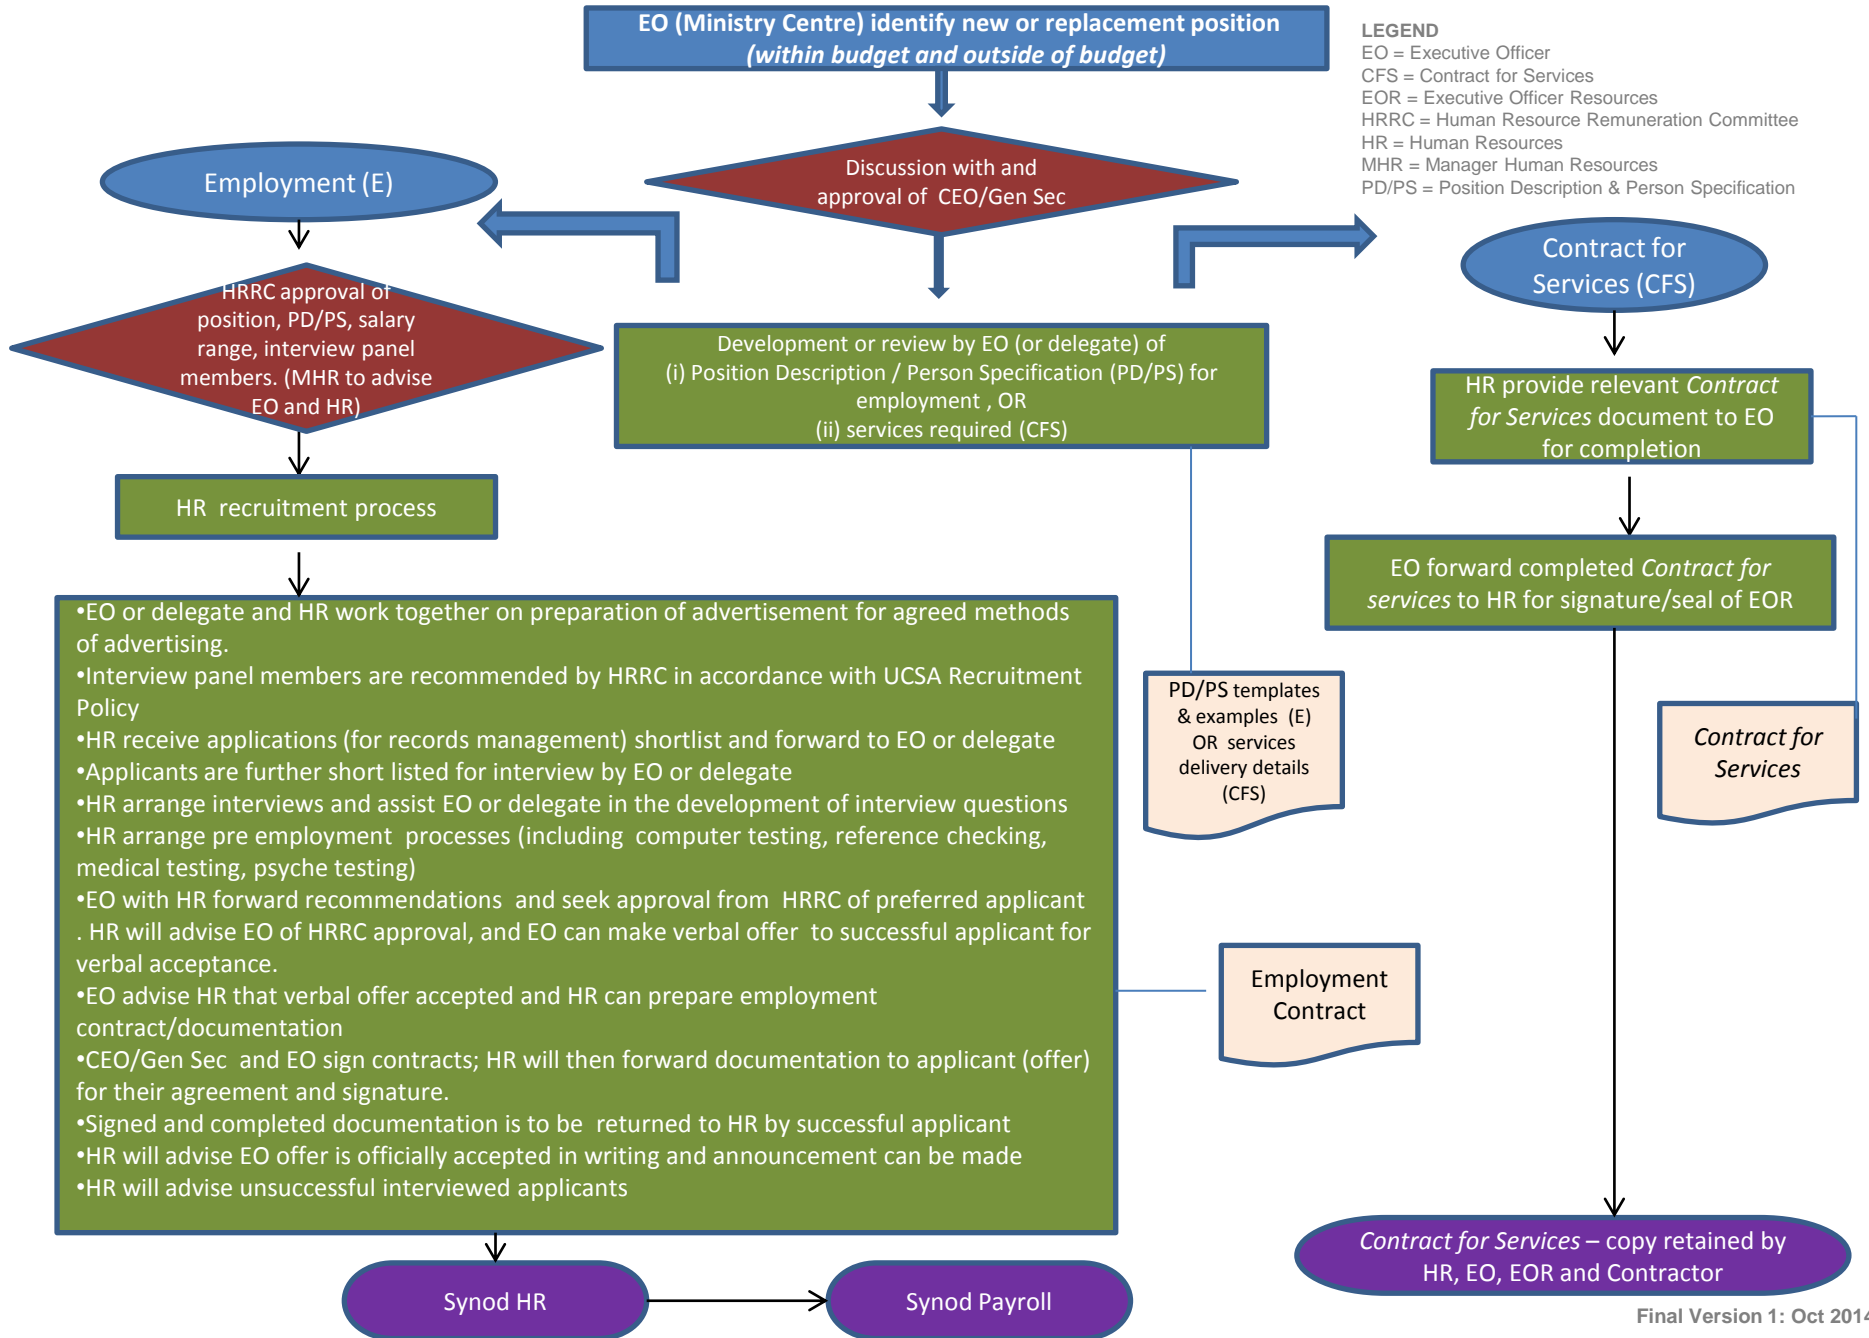 EO (Ministry Centre) identify new or replacement position
(within budget and outside of budget)
LEGEND
EO = Executive Officer
CFS = Contract for Services
EOR = Executive Officer Resources
HRRC = Human Resource Remuneration Committee
HR = Human Resources
MHR = Manager Human Resources
PD/PS = Position Description & Person Specification
Discussion with and
approval of CEO/Gen Sec
Employment (E)
HRRC approval of
position, PD/PS, salary
range, interview panel
members. (MHR to advise
EO and HR)
HR recruitment process
Development or review by EO (or delegate) of
(i) Position Description / Person Specification (PD/PS) for
employment , OR
(ii) services required (CFS)
Contract for
Services (CFS)
HR provide relevant Contract
for Services document to EO
for completion
EO forward completed Contract for
services to HR for signature/seal of EOR
•EO or delegate and HR work together on preparation of advertisement for agreed methods
of advertising.
•Interview panel members are recommended by HRRC in accordance with UCSA Recruitment
Policy
•HR receive applications (for records management) shortlist and forward to EO or delegate
•Applicants are further short listed for interview by EO or delegate
•HR arrange interviews and assist EO or delegate in the development of interview questions
•HR arrange pre employment processes (including computer testing, reference checking,
medical testing, psyche testing)
•EO with HR forward recommendations and seek approval from HRRC of preferred applicant
. HR will advise EO of HRRC approval, and EO can make verbal offer to successful applicant for
verbal acceptance.
•EO advise HR that verbal offer accepted and HR can prepare employment
contract/documentation
•CEO/Gen Sec and EO sign contracts; HR will then forward documentation to applicant (offer)
for their agreement and signature.
•Signed and completed documentation is to be returned to HR by successful applicant
•HR will advise EO offer is officially accepted in writing and announcement can be made
•HR will advise unsuccessful interviewed applicants
PD/PS templates
& examples (E)
OR services
delivery details
(CFS)
Contract for
Services
Employment
Contract
Synod HR
Synod Payroll
Contract for Services – copy retained by
HR, EO, EOR and Contractor
Final Version 1: Oct 2014